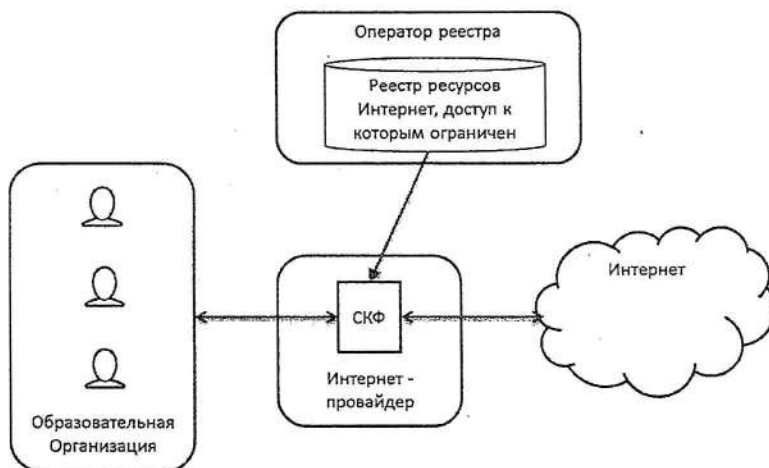 Оператор реестра
Реестр ресурсов
Интернет, доступ к
которым ограничен
Интернет
СКФ
Интернет -
провайдер
Образовательная
Организация